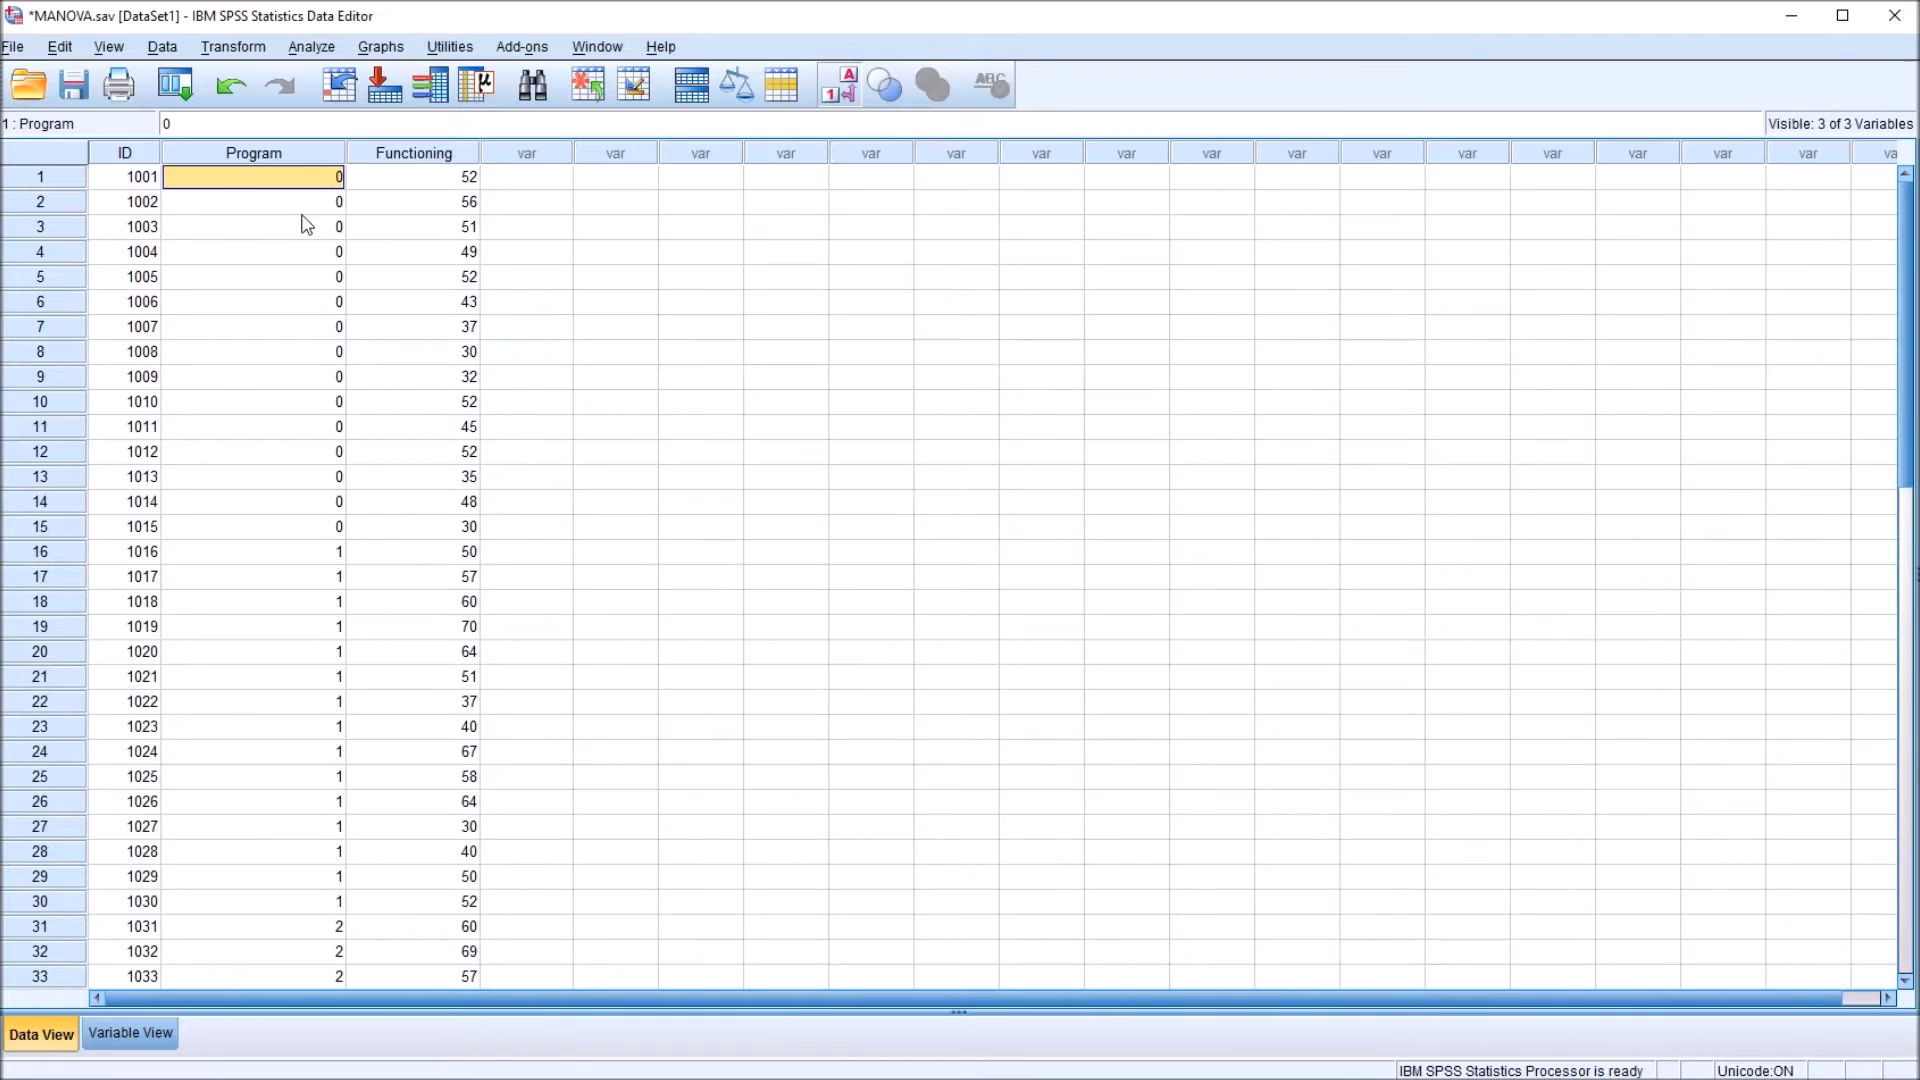 *MANOVA.sav [DataSet1] - IBM SPSS Statistics Data Editor
File Edit View Data Transform Analyze Graphs Utilities Add-ons Window Help
1 : Program 0 Visible: 3 of 3 Variables
ID Program Functioning var var var var var var var var var var var var var var var var va
1 1001 0 52
2 1002 0 56
3 1003 0 51
4 1004 0 49
5 1005 0 52
6 1006 0 43
7 1007 0 37
8 1008 0 30
9 1009 0 32
10 1010 0 52
11 1011 0 45
12 1012 0 52
13 1013 0 35
14 1014 0 48
15 1015 0 30
16 1016 1 50
17 1017 1 57
18 1018 1 60
19 1019 1 70
20 1020 1 64
21 1021 1 51
22 1022 1 37
23 1023 1 40
24 1024 1 67
25 1025 1 58
26 1026 1 64
27 1027 1 30
28 1028 1 40
29 1029 1 50
30 1030 1 52
31 1031 2 60
32 1032 2 69
33 1033 2 57
Data View Variable View
IBM SPSS Statistics Processor is ready Unicode:ON